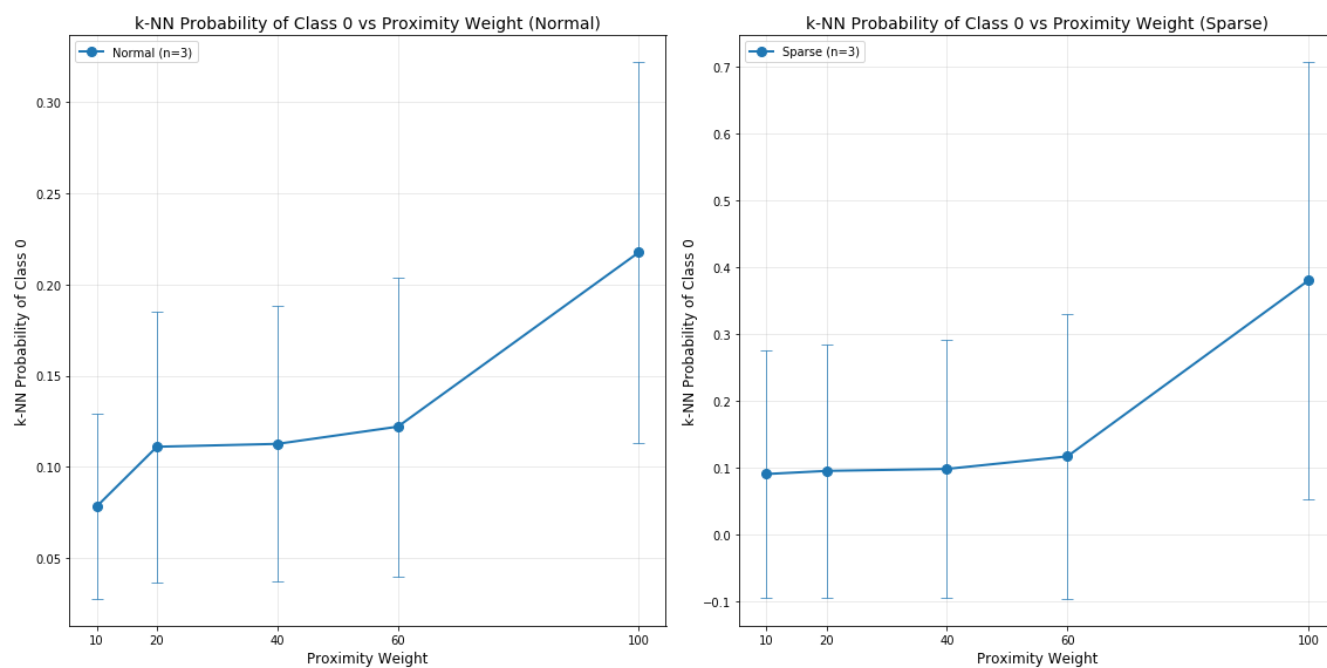 k-NN Probability of Class 0 vs Proximity Weight (Normal)
Normal (n=3)
0.30
0.25
0.20
0.15
0.10
0.05
k-NN Probability of Class 0
10 20 40 60 100
Proximity Weight
k-NN Probability of Class 0 vs Proximity Weight (Sparse)
Sparse (n=3)
0.7
0.6
0.5
0.4
0.3
0.2
0.1
0.0
−0.1
k-NN Probability of Class 0
10 20 40 60 100
Proximity Weight